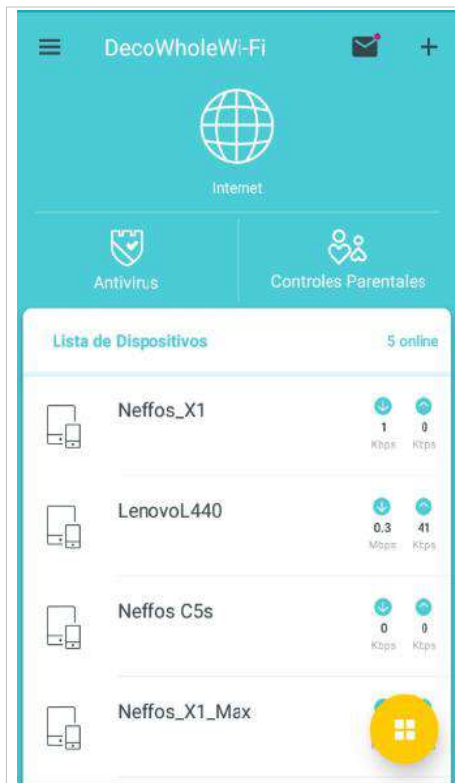 DecoWholeWi-Fi
Internet
Antivirus
Controles Parentales
Lista de Dispositivos
5 online
Neffos_X1
1
0
Kbps
Kbps
LenovoL440
0.3
41
Mbps
Kbps
Neffos C5s
0
0
Kbps
Kbps
Neffos_X1_Max